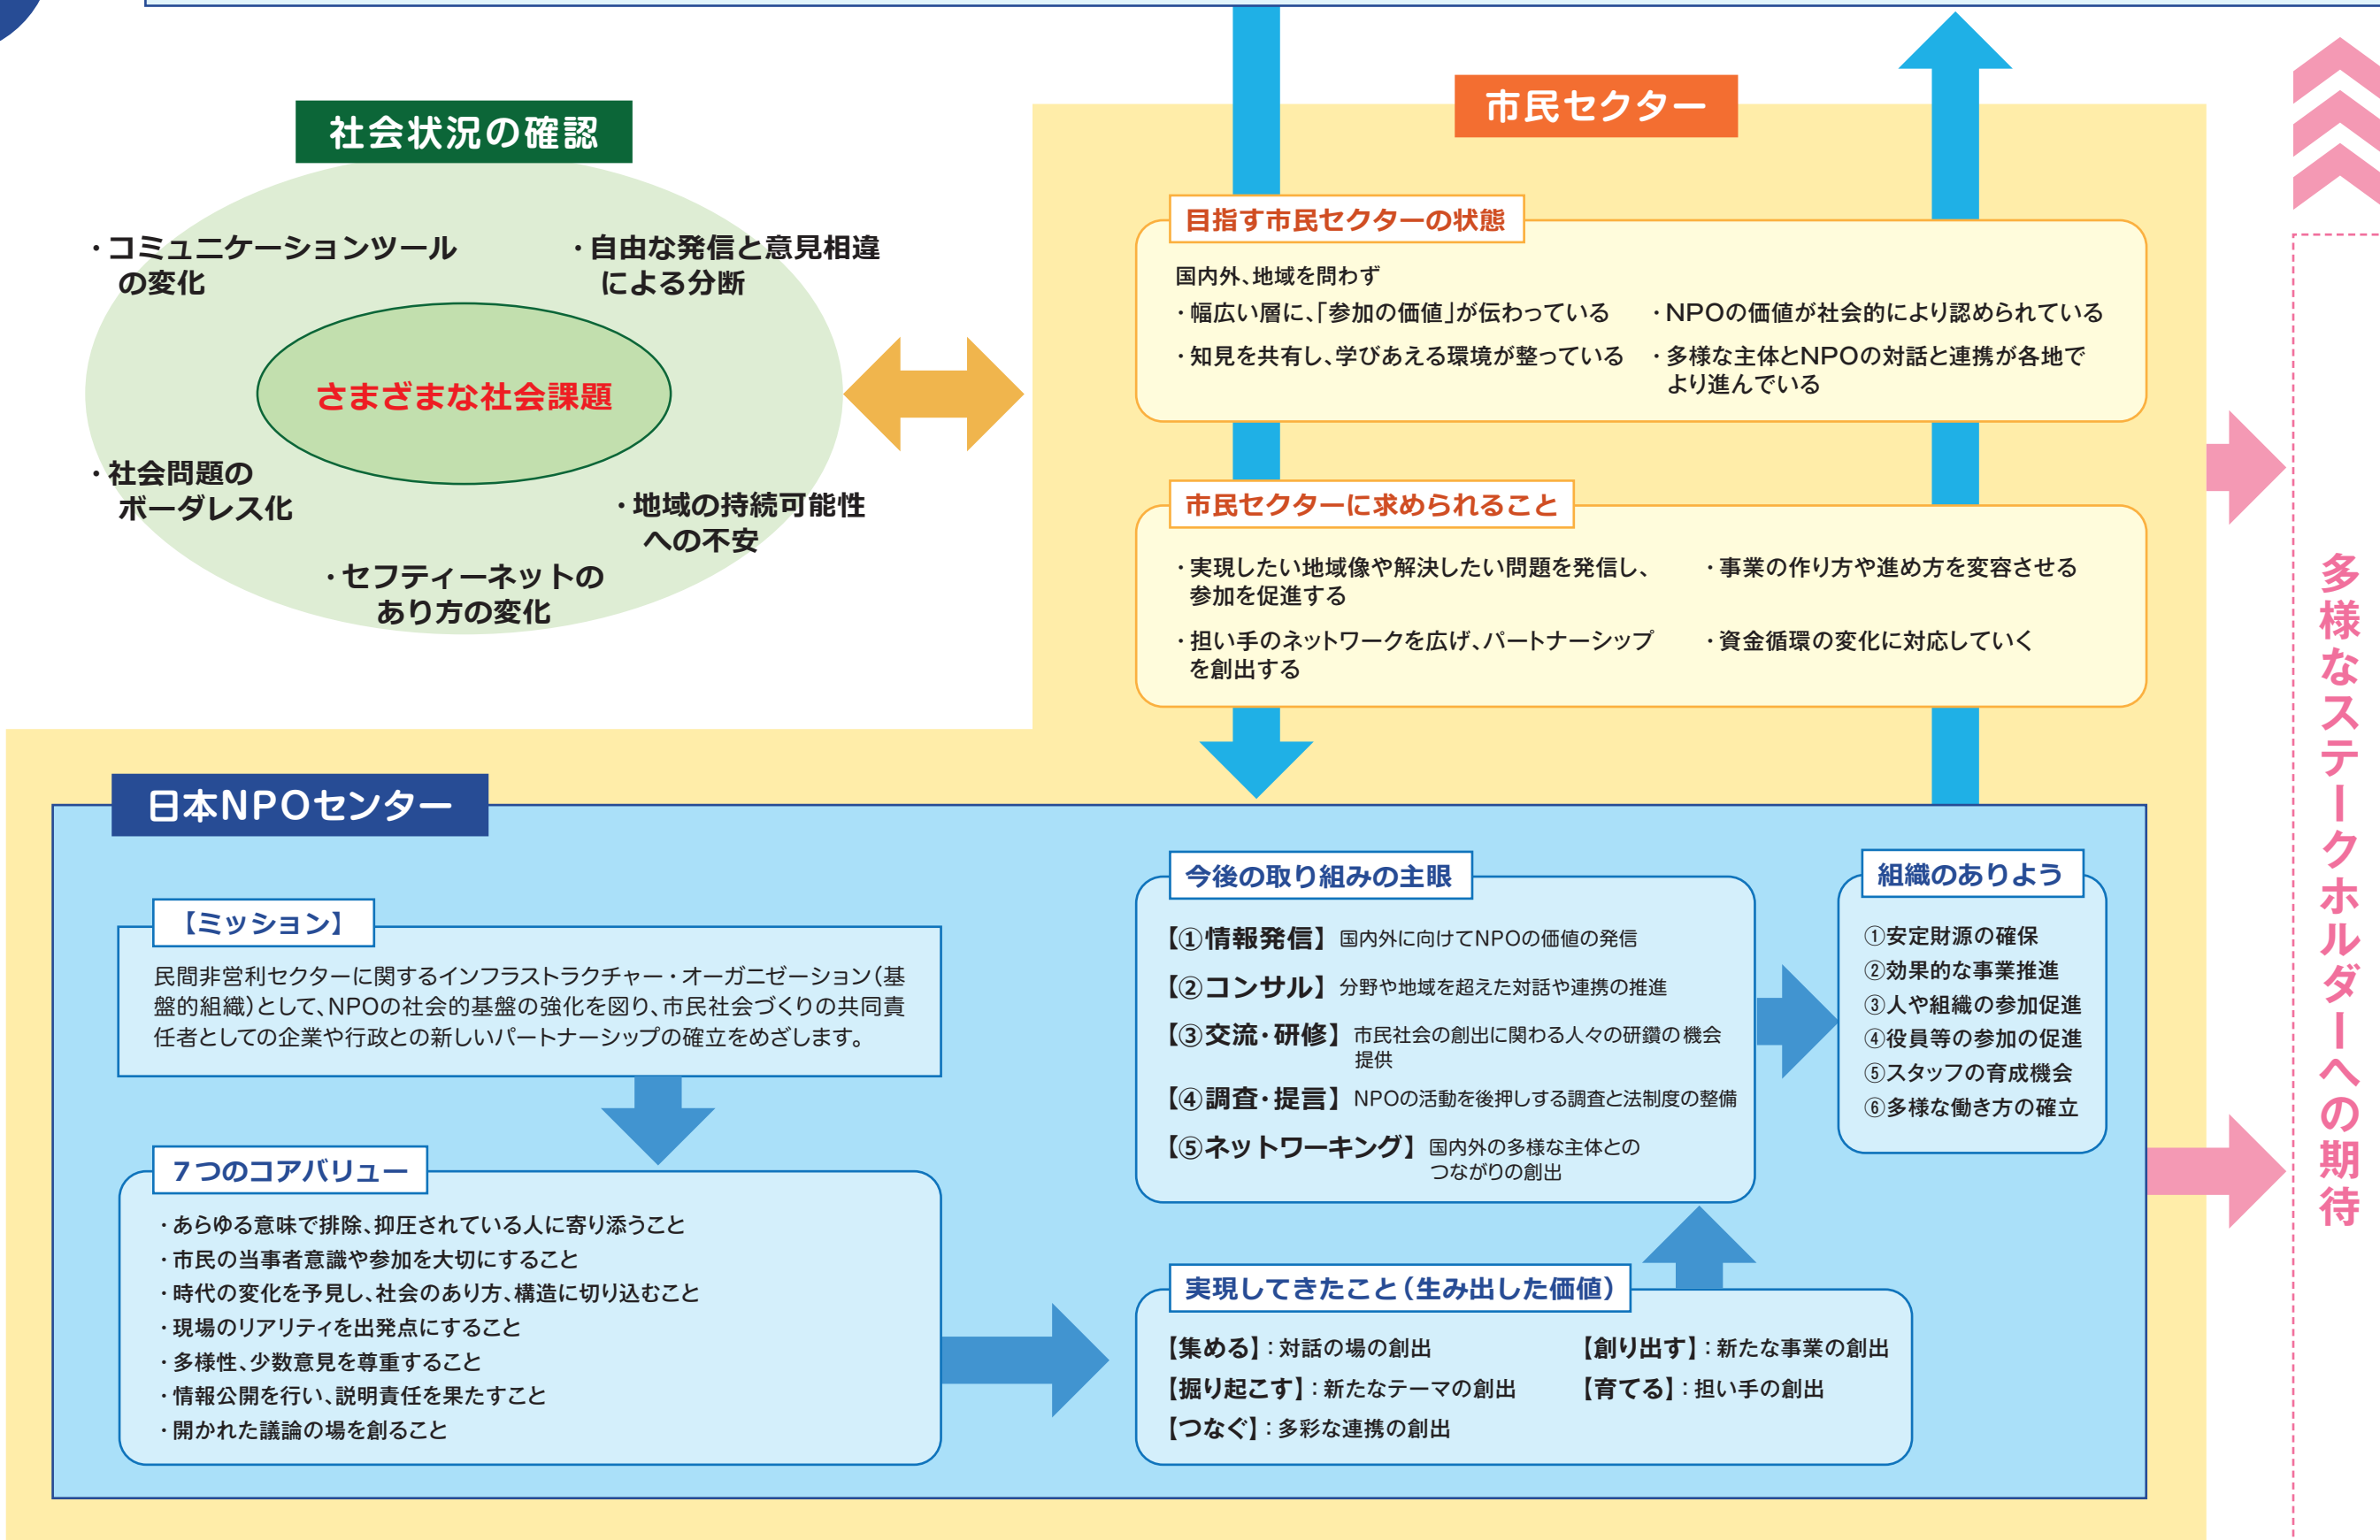 社会状況の確認
・コミュニケーションツール
の変化
・自由な発信と意見相違
による分断
さまざまな社会課題
・社会問題の
ボーダレス化
・地域の持続可能性
への不安
・セフティーネットの
あり方の変化
市民セクター
目指す市民セクターの状態
国内外、地域を問わず
・幅広い層に、「参加の価値」が伝わっている
・NPOの価値が社会的により認められている
・知見を共有し、学びあえる環境が整っている
・多様な主体とNPOの対話と連携が各地で
より進んでいる
市民セクターに求められること
・実現したい地域像や解決したい問題を発信し、
参加を促進する
・事業の作り方や進め方を変容させる
・担い手のネットワークを広げ、パートナーシップ
を創出する
・資金循環の変化に対応していく
日本NPOセンター
【ミッション】
民間非営利セクターに関するインフラストラクチャー・オーガニゼーション（基
盤的組織）として、NPOの社会的基盤の強化を図り、市民社会づくりの共同責
任者としての企業や行政との新しいパートナーシップの確立をめざします。
7つのコアバリュー
・あらゆる意味で排除、抑圧されている人に寄り添うこと
・市民の当事者意識や参加を大切にすること
・時代の変化を予見し、社会のあり方、構造に切り込むこと
・現場のリアリティを出発点にすること
・多様性、少数意見を尊重すること
・情報公開を行い、説明責任を果たすこと
・開かれた議論の場を創ること
今後の取り組みの主眼
【①情報発信】 国内外に向けてNPOの価値の発信
【②コンサル】 分野や地域を超えた対話や連携の推進
【③交流・研修】 市民社会の創出に関わる人々の研鑽の機会
提供
【④調査・提言】 NPOの活動を後押しする調査と法制度の整備
【⑤ネットワーキング】 国内外の多様な主体との
つながりの創出
組織のありよう
①安定財源の確保
②効果的な事業推進
③人や組織の参加促進
④役員等の参加の促進
⑤スタッフの育成機会
⑥多様な働き方の確立
実現してきたこと（生み出した価値）
【集める】：対話の場の創出
【創り出す】：新たな事業の創出
【掘り起こす】：新たなテーマの創出
【育てる】：担い手の創出
【つなぐ】：多彩な連携の創出
多様なステークホルダーへの期待